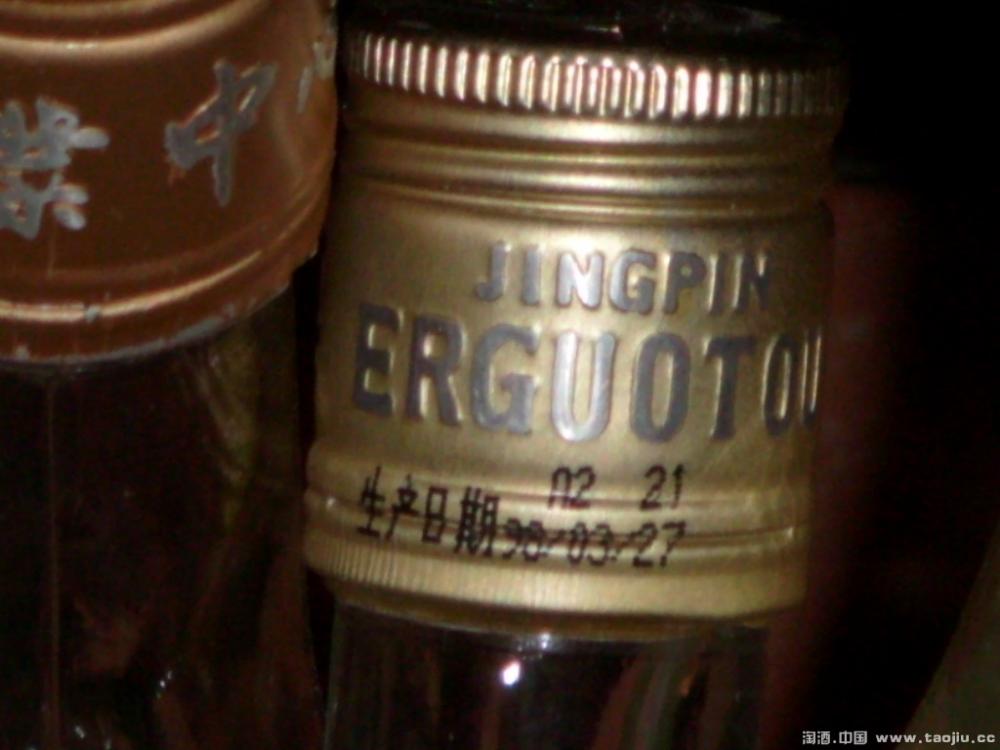 中
JINGPIN
ERGUOTOU
02 21
生产日期98/03/27
淘酒.中国 www.taojiu.cc